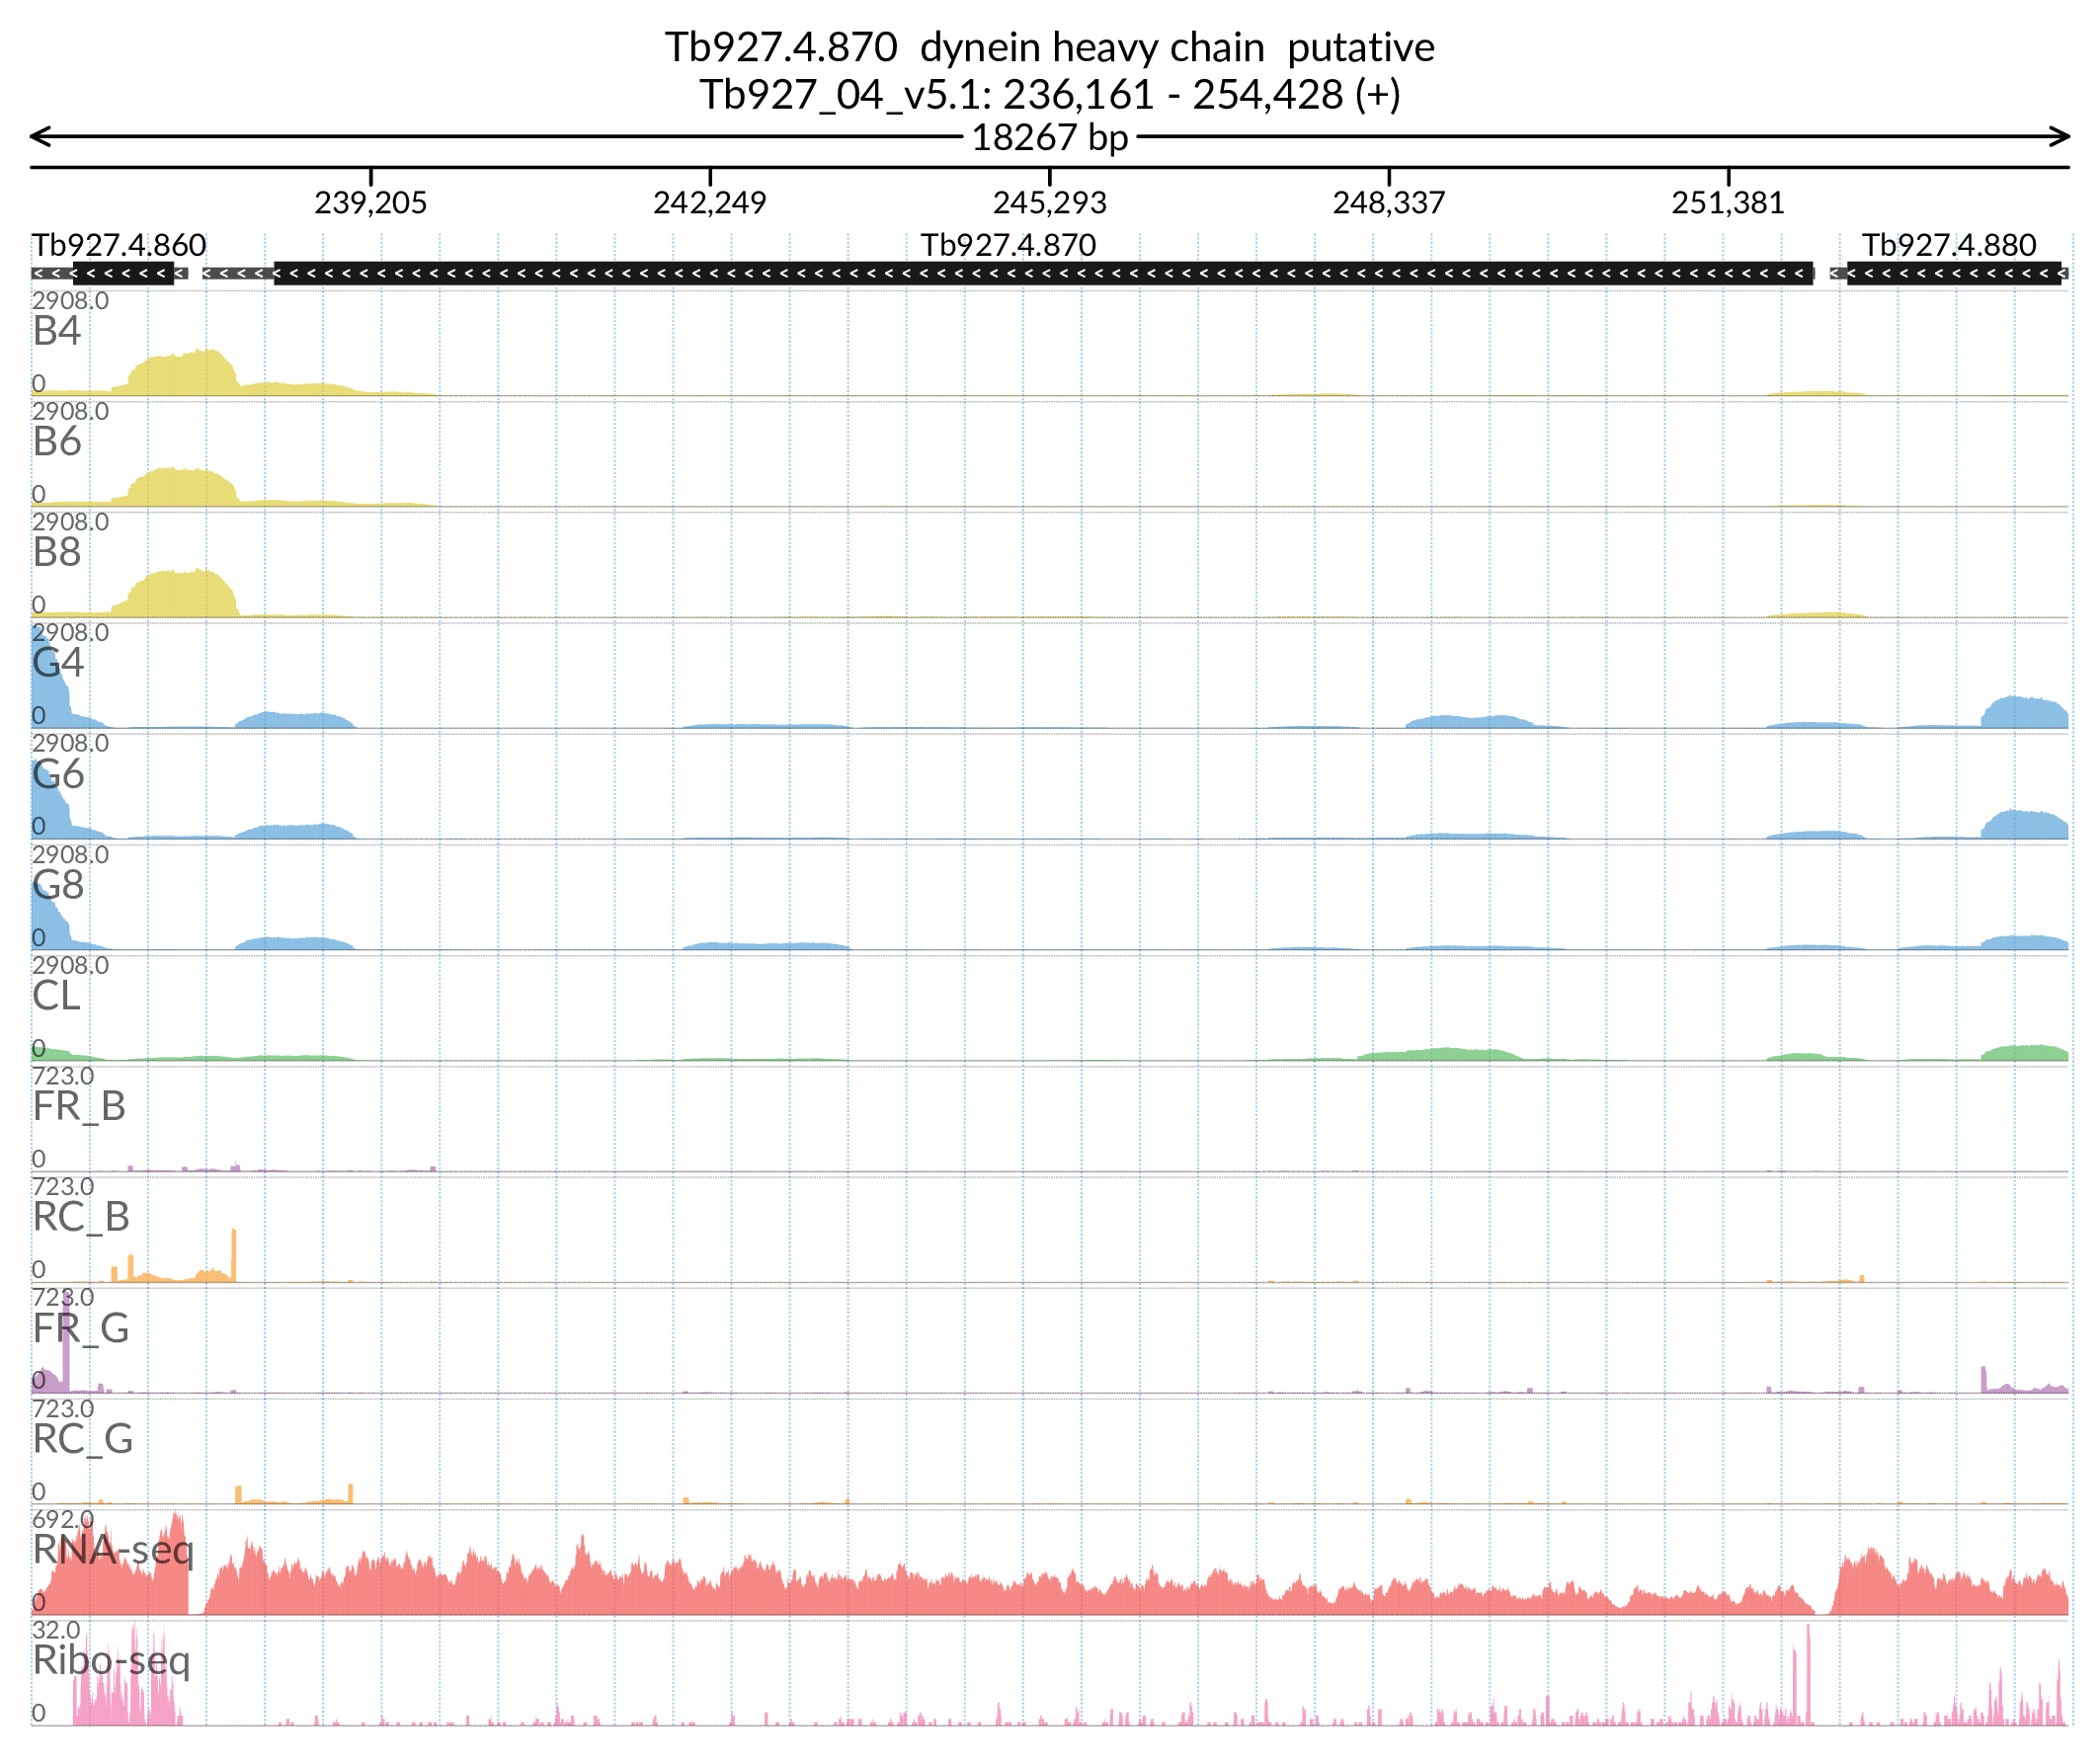 Tb927.4.870  dynein heavy chain  putative
Tb927_04_v5.1: 236,161 - 254,428 (+)
18267 bp
239,205 242,249 245,293 248,337 251,381
Tb927.4.860 Tb927.4.870 Tb927.4.880
2908.0
B4
0
2908.0
B6
0
2908.0
B8
0
2908.0
G4
0
2908.0
G6
0
2908.0
G8
0
2908.0
CL
0
723.0
FR_B
0
723.0
RC_B
0
723.0
FR_G
0
723.0
RC_G
0
692.0
RNA-seq
0
32.0
Ribo-seq
0